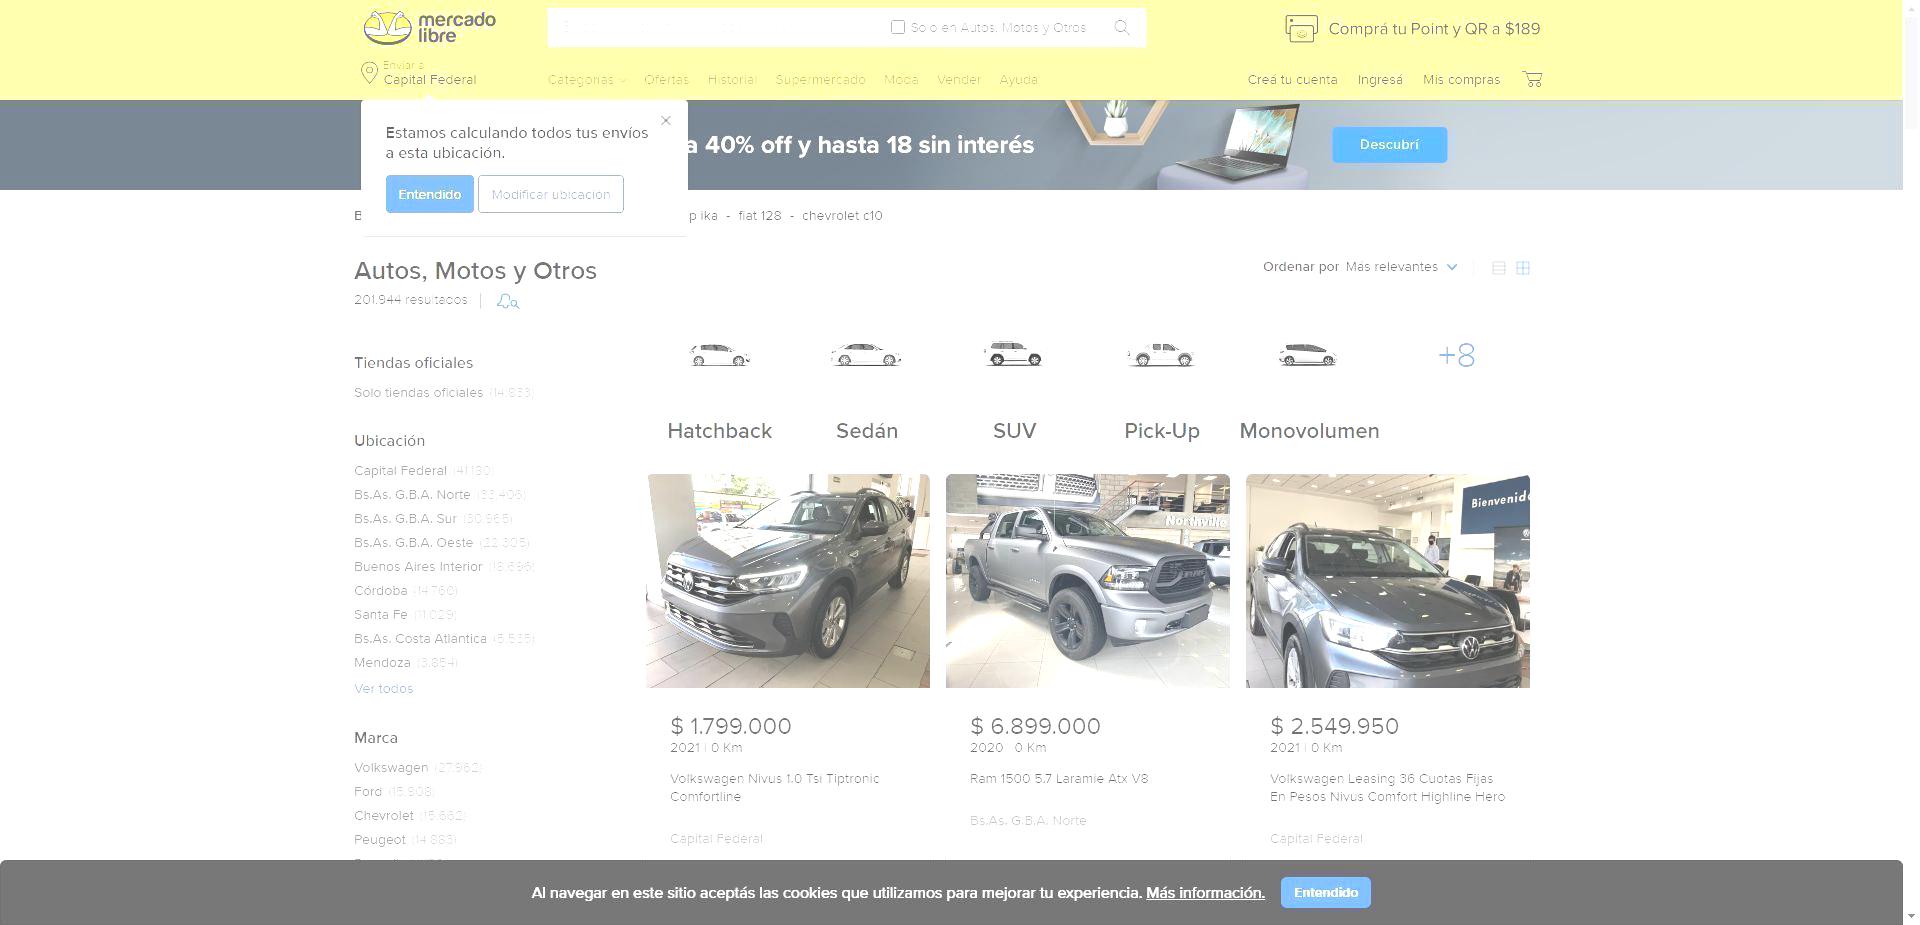 mercado
libre
Solo en Autos, Motos y Otros
Comprá tu Point y QR a $189
Enviar a
Capital Federal
Categorías
Ofertas
Historial
Supermercado
Moda
Vender
Ayuda
Creá tu cuenta
Ingresá
Mis compras
Estamos calculando todos tus envíos
a esta ubicación.
Entendido
Modificar ubicación
a 40% off y hasta 18 sin interés
Descubrí
p ika - fiat 128 - chevrolet c10
Autos, Motos y Otros
201.944 resultados
Ordenar por Más relevantes
Tiendas oficiales
Solo tiendas oficiales (14.833)
Ubicación
Capital Federal (41.130)
Bs.As. G.B.A. Norte (33.406)
Bs.As. G.B.A. Sur (30.965)
Bs.As. G.B.A. Oeste (22.305)
Buenos Aires Interior (18.696)
Córdoba (14.766)
Santa Fe (11.029)
Bs.As. Costa Atlántica (5.535)
Mendoza (3.854)
Ver todos
Marca
Volkswagen (27.962)
Ford (15.908)
Chevrolet (15.662)
Peugeot (14.883)
+8
Hatchback
Sedán
SUV
Pick-Up
Monovolumen
Northville
Bienvenido
$ 1.799.000
2021 | 0 Km
Volkswagen Nivus 1.0 Tsi Tiptronic
Comfortline
Capital Federal
$ 6.899.000
2020 | 0 Km
Ram 1500 5.7 Laramie Atx V8
Bs.As. G.B.A. Norte
$ 2.549.950
2021 | 0 Km
Volkswagen Leasing 36 Cuotas Fijas
En Pesos Nivus Comfort Highline Hero
Capital Federal
Al navegar en este sitio aceptás las cookies que utilizamos para mejorar tu experiencia. Más información.
Entendido